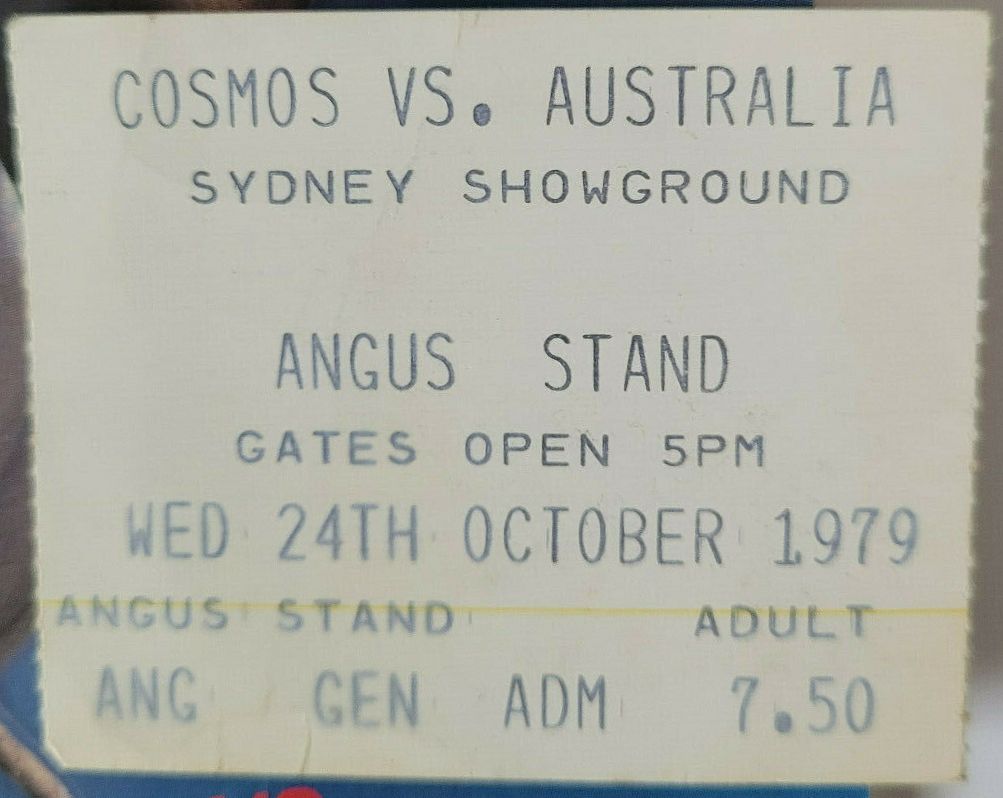 COSMOS VS. AUSTRALIA
SYDNEY SHOWGROUND
ANGUS STAND
GATES OPEN 5PM
WED 24TH OCTOBER 1979
ANGUS STAND ADULT
ANG GEN ADM 7.50